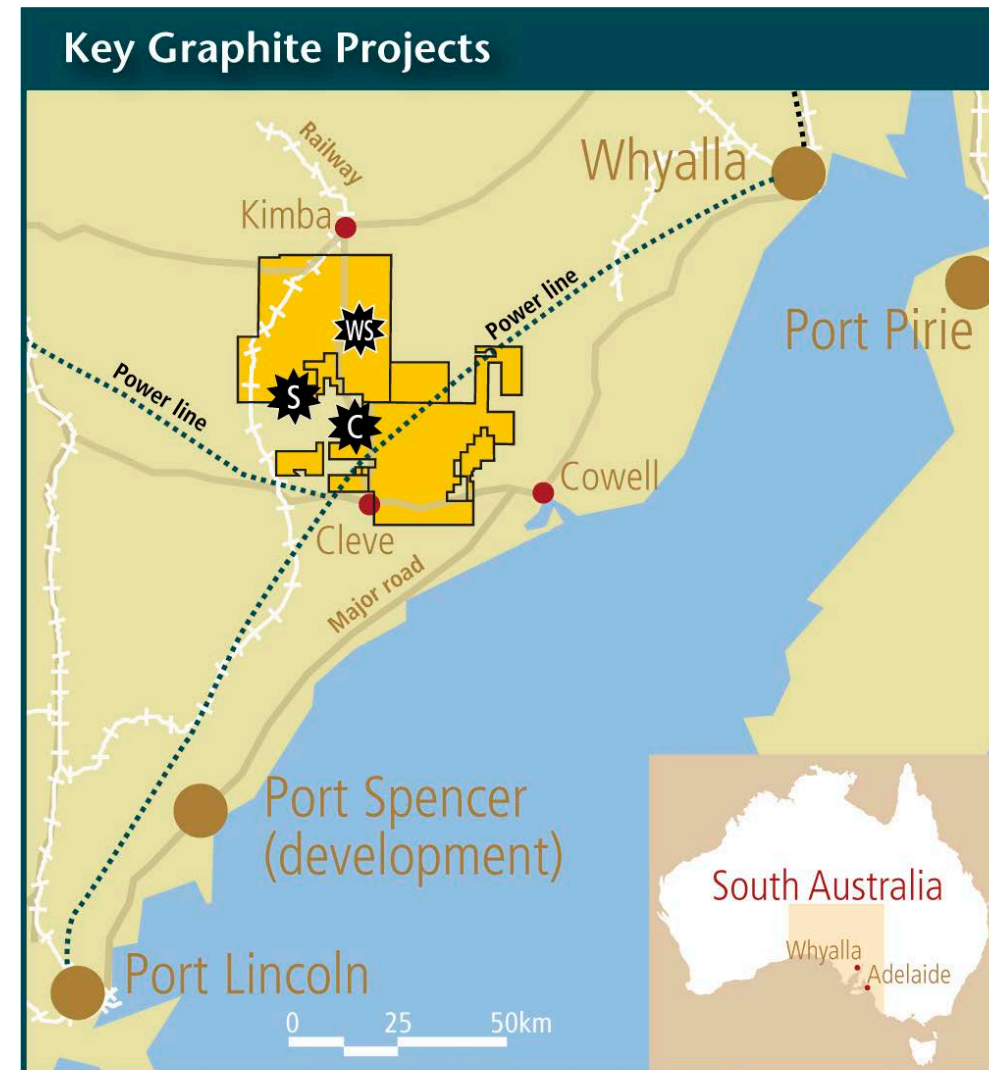 Key Graphite Projects
Railway
Whyalla
Kimba
Power line
WS
Port Pirie
Power line
S
C
Cowell
Cleve
Major road
Port Spencer
(development)
South Australia
Whyalla
Adelaide
Port Lincoln
0 25 50km